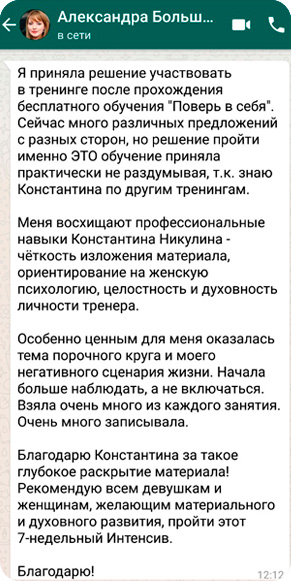 Александра Больш...
в сети
Я приняла решение участвовать
в тренинге после прохождения
бесплатного обучения "Поверь в себя".
Сейчас много различных предложений
с разных сторон, но решение пройти
именно ЭТО обучение приняла
практически не раздумывая, т.к. знаю
Константина по другим тренингам.
Меня восхищают профессиональные
навыки Константина Никулина -
чёткость изложения материала,
ориентирование на женскую
психологию, целостность и духовность
личности тренера.
Особенно ценным для меня оказалась
тема порочного круга и моего
негативного сценария жизни. Начала
больше наблюдать, а не включаться.
Взяла очень много из каждого занятия.
Очень много записывала.
Благодарю Константина за такое
глубокое раскрытие материала!
Рекомендую всем девушкам и
женщинам, желающим материального
и духовного развития, пройти этот
7-недельный Интенсив.
Благодарю!
12:12